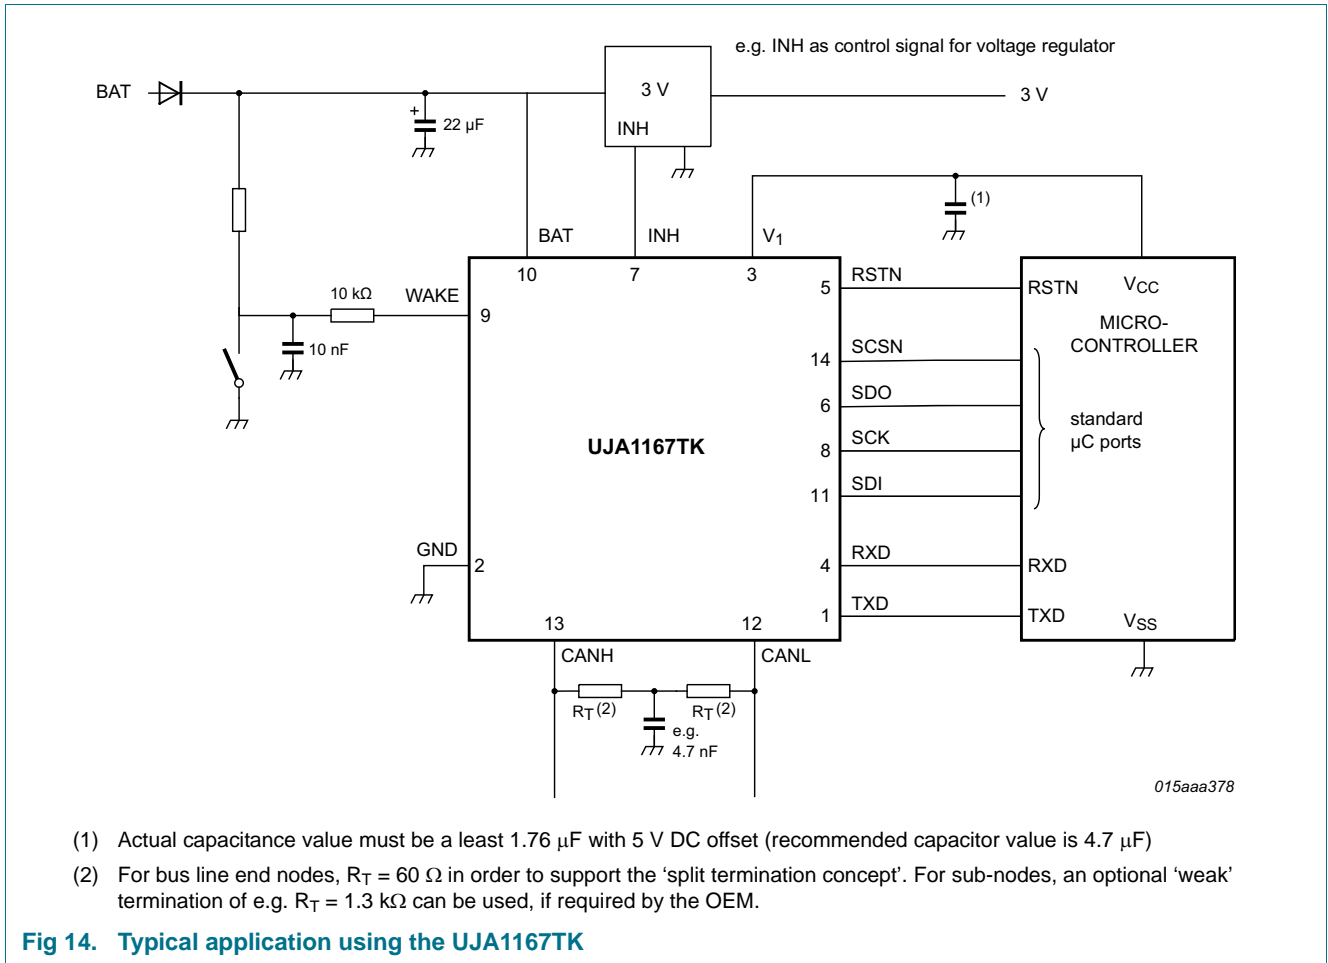 e.g. INH as control signal for voltage regulator
BAT
3 V
3 V
+
22 µF
INH
(1)
BAT
INH
V1
10
7
3
RSTN
5
RSTN
VCC
10 kΩ
WAKE
9
MICRO-
CONTROLLER
10 nF
SCSN
14
SDO
6
standard
µC ports
UJA1167TK
SCK
8
SDI
11
GND
2
RXD
4
RXD
TXD
1
TXD
VSS
13
12
CANH
CANL
RT(2)
RT(2)
e.g.
4.7 nF
015aaa378
(1) Actual capacitance value must be a least 1.76 µF with 5 V DC offset (recommended capacitor value is 4.7 µF)
(2) For bus line end nodes, RT = 60 Ω in order to support the ‘split termination concept’. For sub-nodes, an optional ‘weak’
termination of e.g. RT = 1.3 kΩ can be used, if required by the OEM.
Fig 14. Typical application using the UJA1167TK